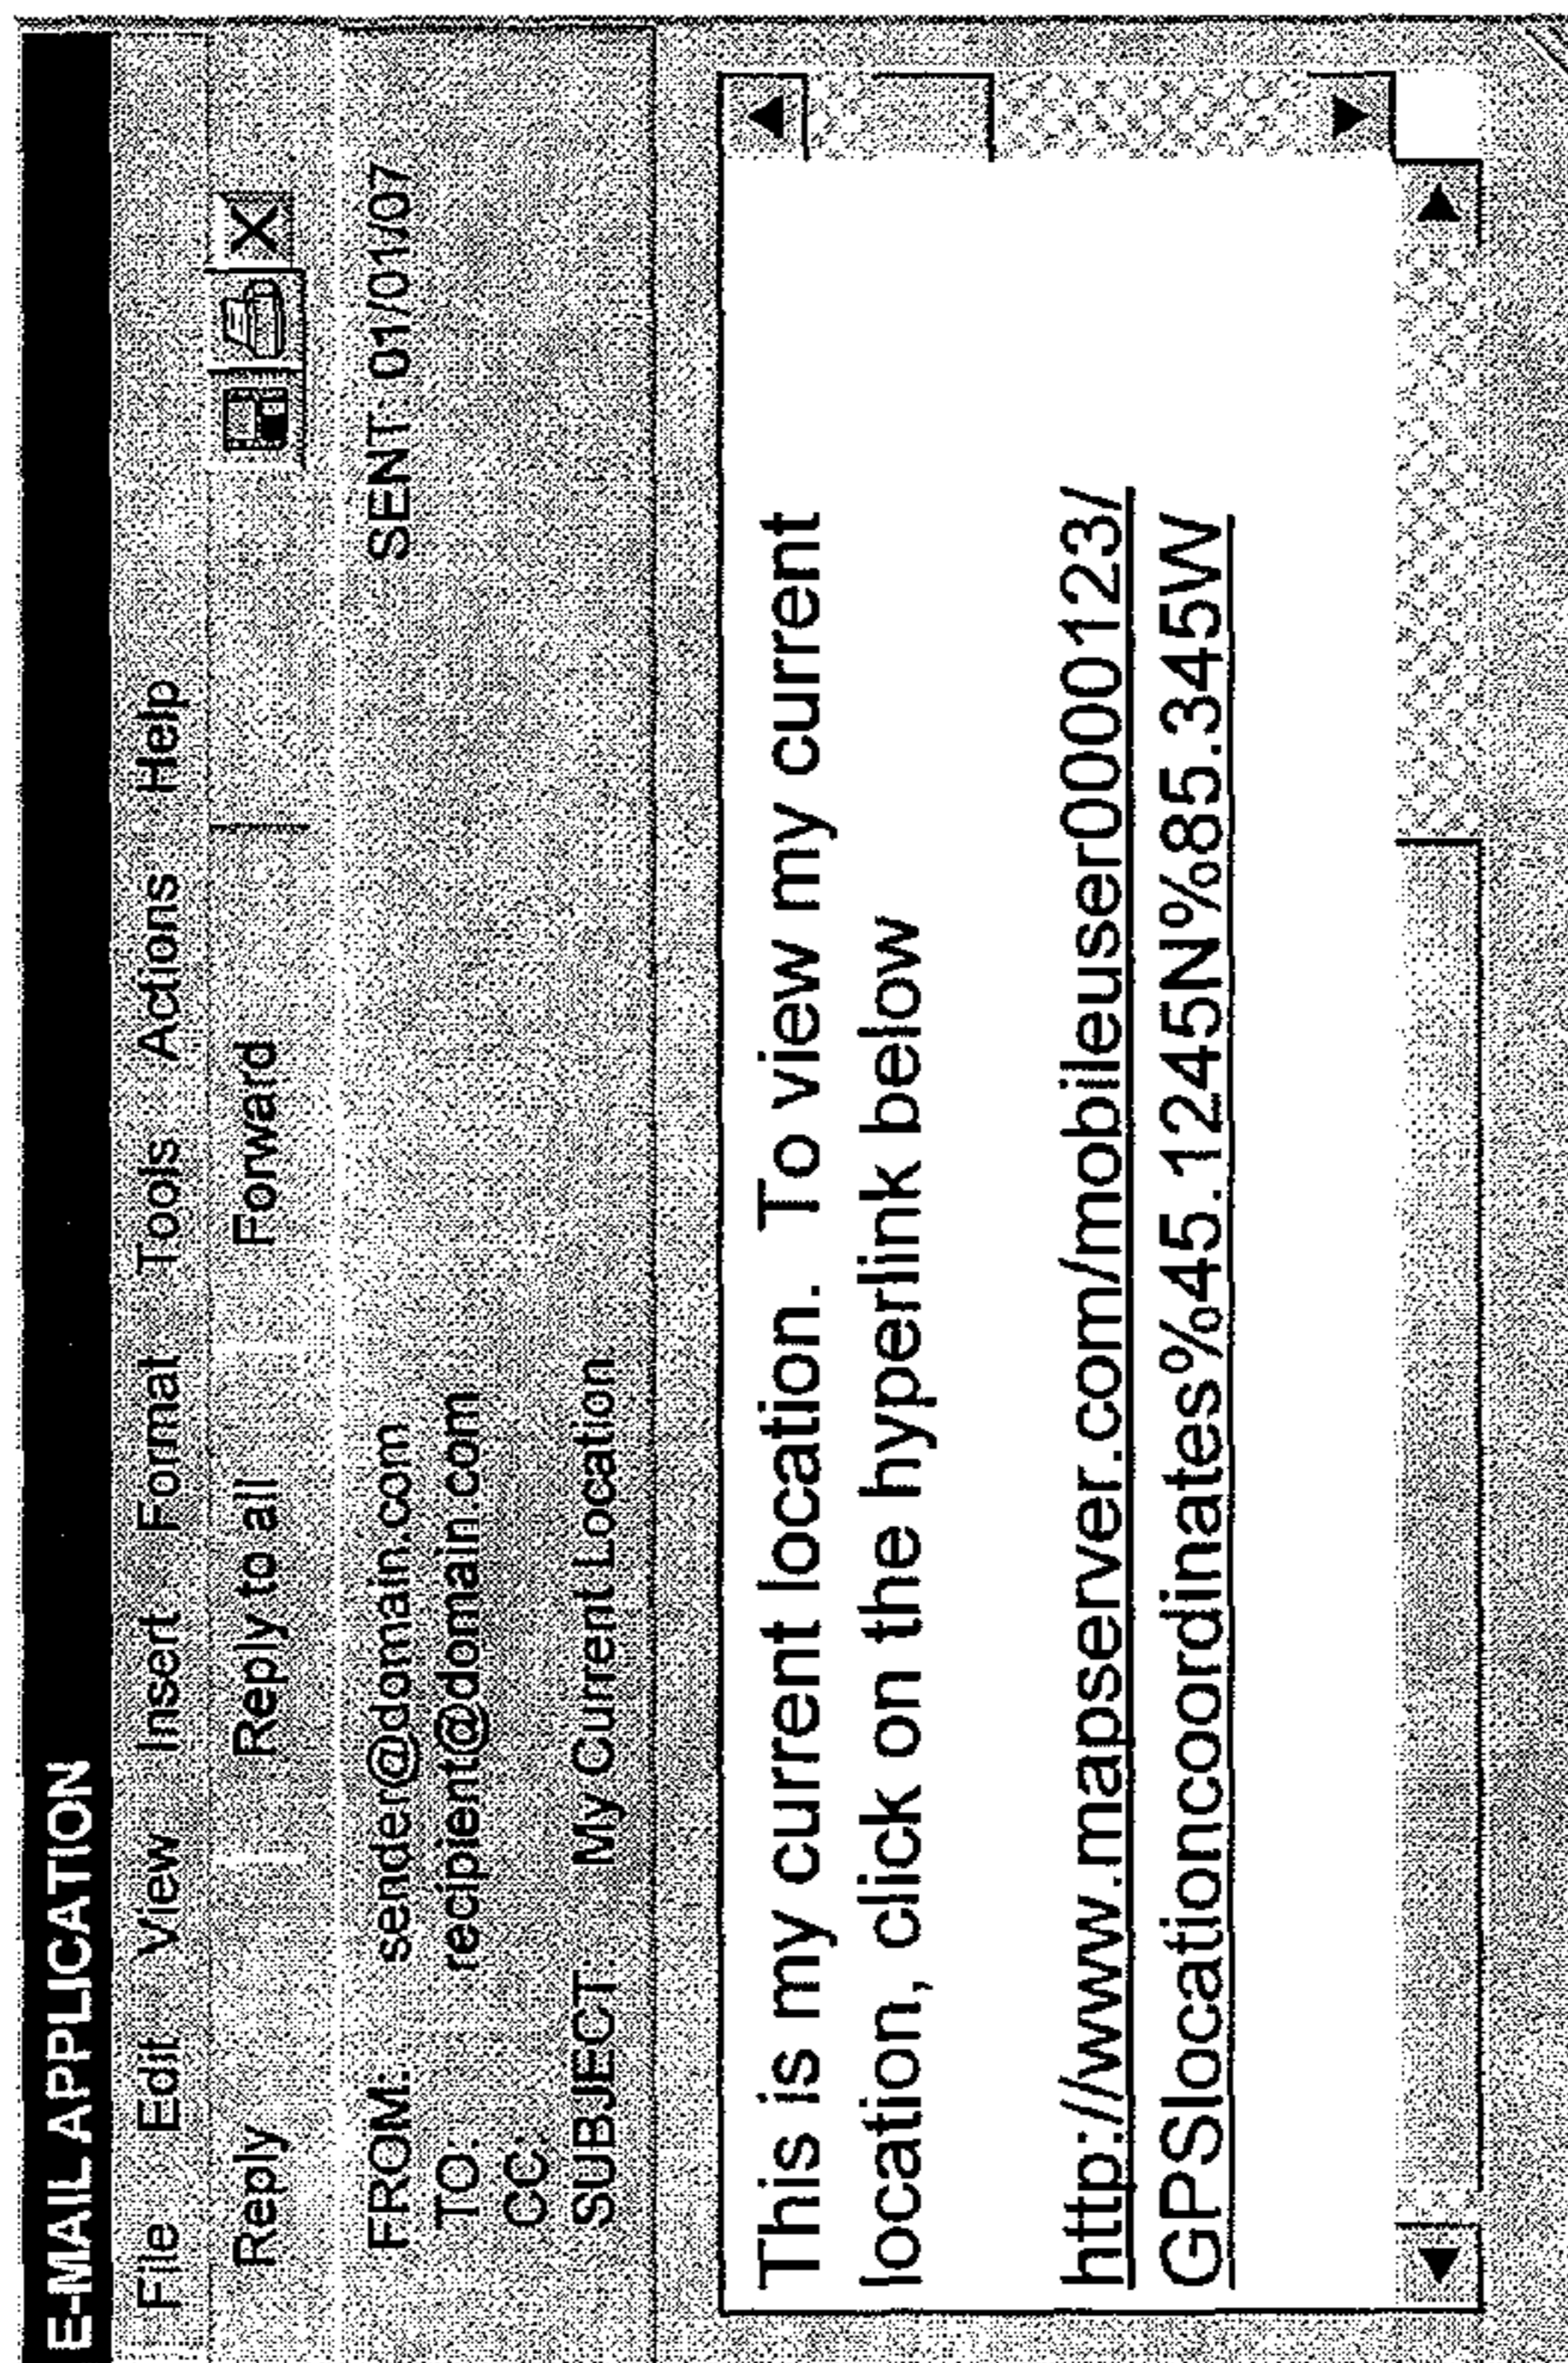 E-MAIL APPLICATION
File Edit View Insert Format Tools Actions Help
Reply Reply to all Forward X
FROM: sender@domain.com SENT: 01/01/07
TO: recipient@domain.com
CC:
SUBJECT: My Current Location
This is my current location. To view my current
location, click on the hyperlink below
http://www.mapserver.com/mobileuser0000123/
GPSlocationcoordinates%45.1245N%85.345W